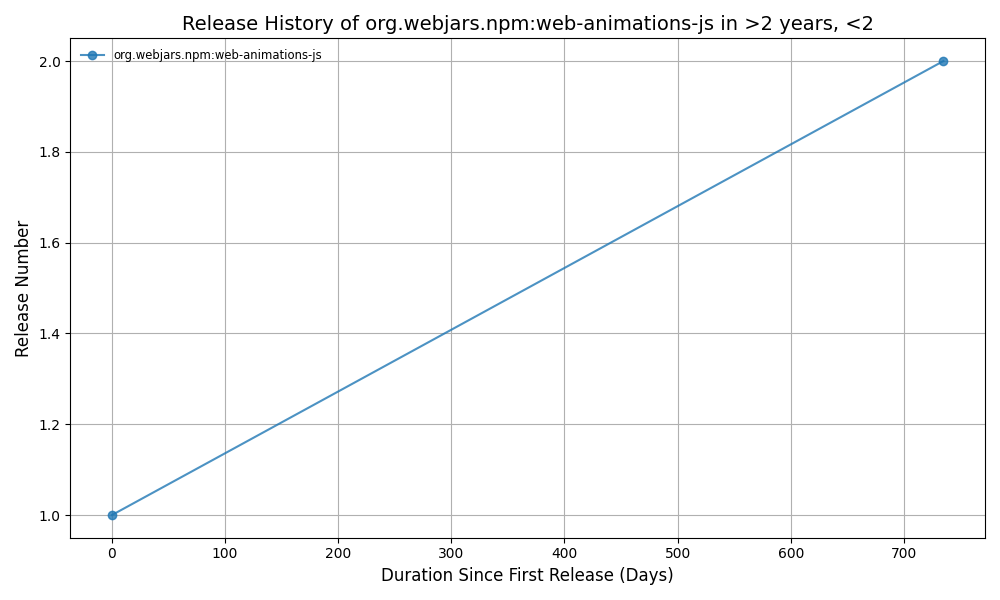 Release History of org.webjars.npm:web-animations-js in >2 years, <2
org.webjars.npm:web-animations-js
Release Number
2.0
1.8
1.6
1.4
1.2
1.0
0 100 200 300 400 500 600 700
Duration Since First Release (Days)